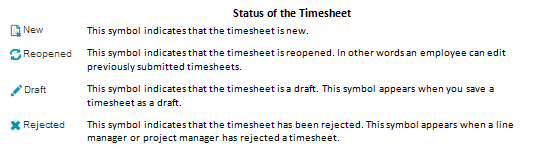 Status of the Timesheet
New This symbol indicates that the timesheet is new.
Reopened This symbol indicates that the timesheet is reopened. In other words an employee can edit
previously submitted timesheets.
Draft This symbol indicates that the timesheet is a draft. This symbol appears when you save a
timesheet as a draft.
Rejected This symbol indicates that the timesheet has been rejected. This symbol appears when a line
manager or project manager has rejected a timesheet.